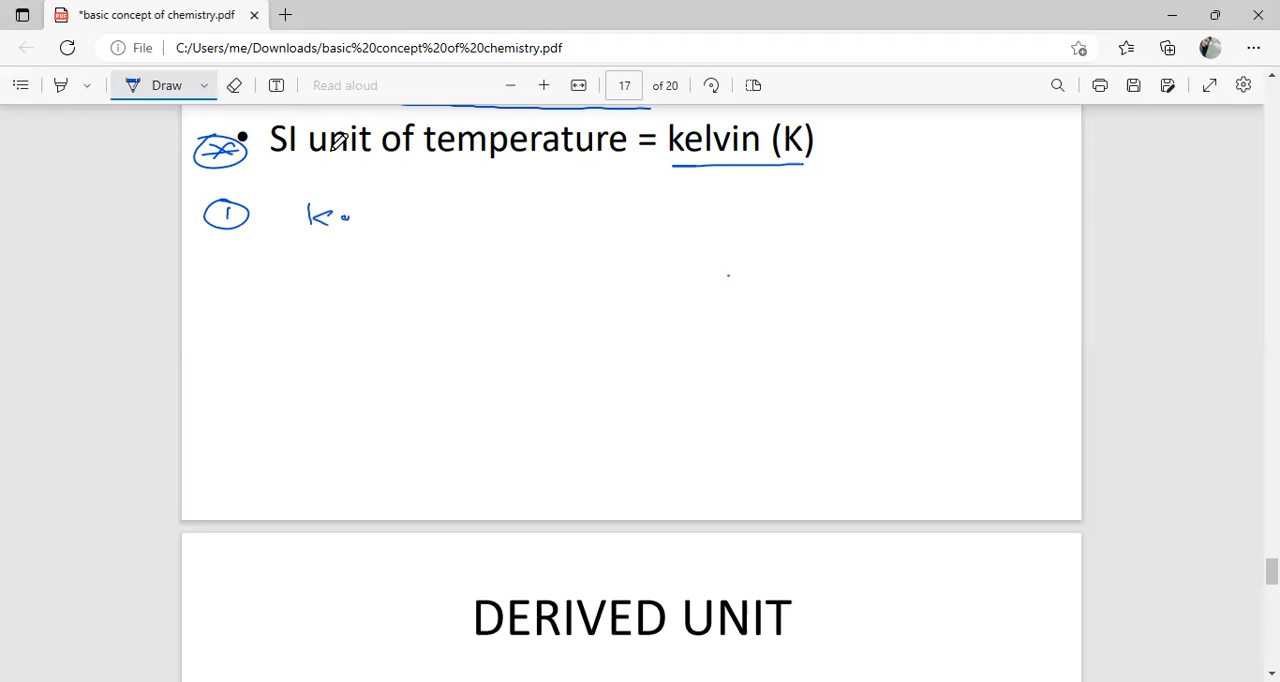 *basic concept of chemistry.pdf
File C:/Users/me/Downloads/basic%20concept%20of%20chemistry.pdf
Draw Read aloud 17 of 20
• SI unit of temperature = kelvin (K)
1 K
DERIVED UNIT